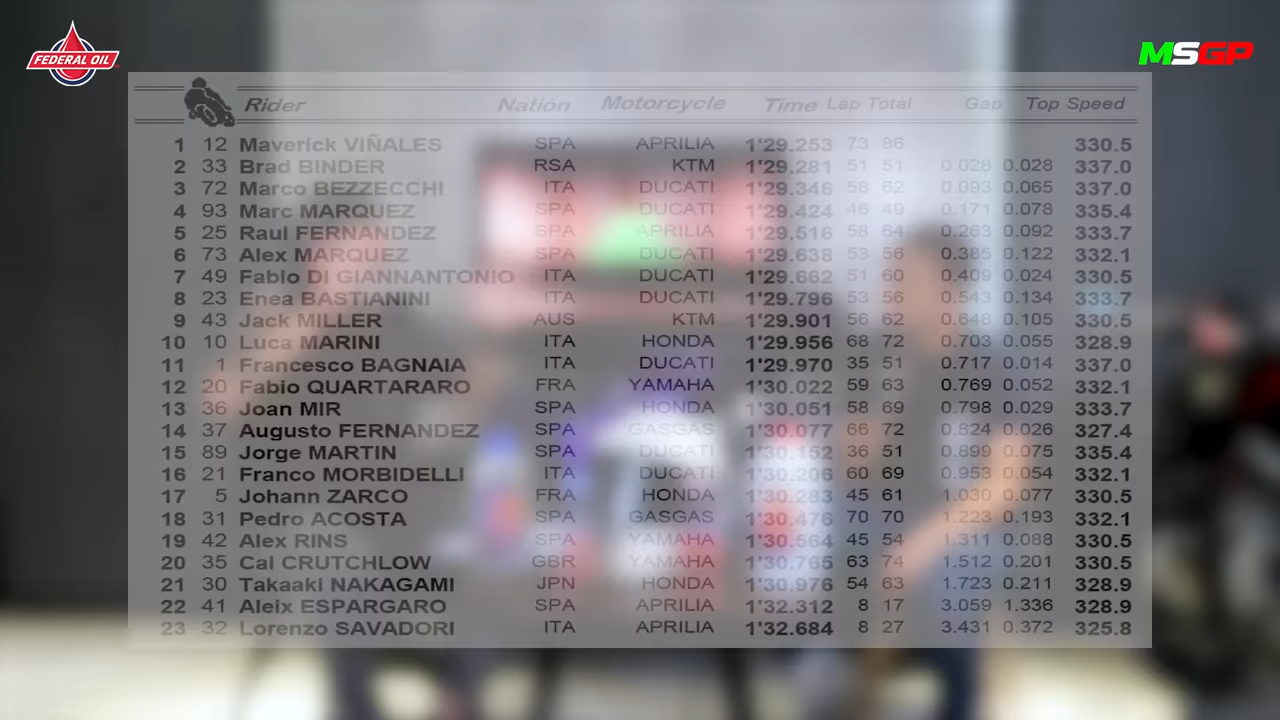 FEDERAL OIL
MSGP
Rider Nation Motorcycle Time Lap Total Gap Top Speed
1 12 Maverick VIÑALES SPA APRILIA 1'29.253 73 86 330.5
2 33 Brad BINDER RSA KTM 1'29.281 51 51 0.028 0.028 337.0
3 72 Marco BEZZECCHI ITA DUCATI 1'29.346 58 62 0.093 0.065 337.0
4 93 Marc MARQUEZ SPA DUCATI 1'29.424 46 49 0.171 0.078 335.4
5 25 Raul FERNANDEZ SPA APRILIA 1'29.516 58 64 0.263 0.092 333.7
6 73 Alex MARQUEZ SPA DUCATI 1'29.638 53 56 0.385 0.122 332.1
7 49 Fabio DI GIANNANTONIO ITA DUCATI 1'29.662 51 60 0.409 0.024 330.5
8 23 Enea BASTIANINI ITA DUCATI 1'29.796 53 56 0.543 0.134 333.7
9 43 Jack MILLER AUS KTM 1'29.901 56 62 0.648 0.105 330.5
10 10 Luca MARINI ITA HONDA 1'29.956 68 72 0.703 0.055 328.9
11 1 Francesco BAGNAIA ITA DUCATI 1'29.970 35 51 0.717 0.014 337.0
12 20 Fabio QUARTARARO FRA YAMAHA 1'30.022 59 63 0.769 0.052 332.1
13 36 Joan MIR SPA HONDA 1'30.051 58 69 0.798 0.029 333.7
14 37 Augusto FERNANDEZ SPA GASGAS 1'30.077 66 72 0.824 0.026 327.4
15 89 Jorge MARTIN SPA DUCATI 1'30.152 36 51 0.899 0.075 335.4
16 21 Franco MORBIDELLI ITA DUCATI 1'30.206 60 69 0.953 0.054 332.1
17 5 Johann ZARCO FRA HONDA 1'30.283 45 61 1.030 0.077 330.5
18 31 Pedro ACOSTA SPA GASGAS 1'30.476 70 70 1.223 0.193 332.1
19 42 Alex RINS SPA YAMAHA 1'30.564 45 54 1.311 0.088 330.5
20 35 Cal CRUTCHLOW GBR YAMAHA 1'30.765 63 74 1.512 0.201 330.5
21 30 Takaaki NAKAGAMI JPN HONDA 1'30.976 54 63 1.723 0.211 328.9
22 41 Aleix ESPARGARO SPA APRILIA 1'32.312 8 17 3.059 1.336 328.9
23 32 Lorenzo SAVADORI ITA APRILIA 1'32.684 8 27 3.431 0.372 325.8